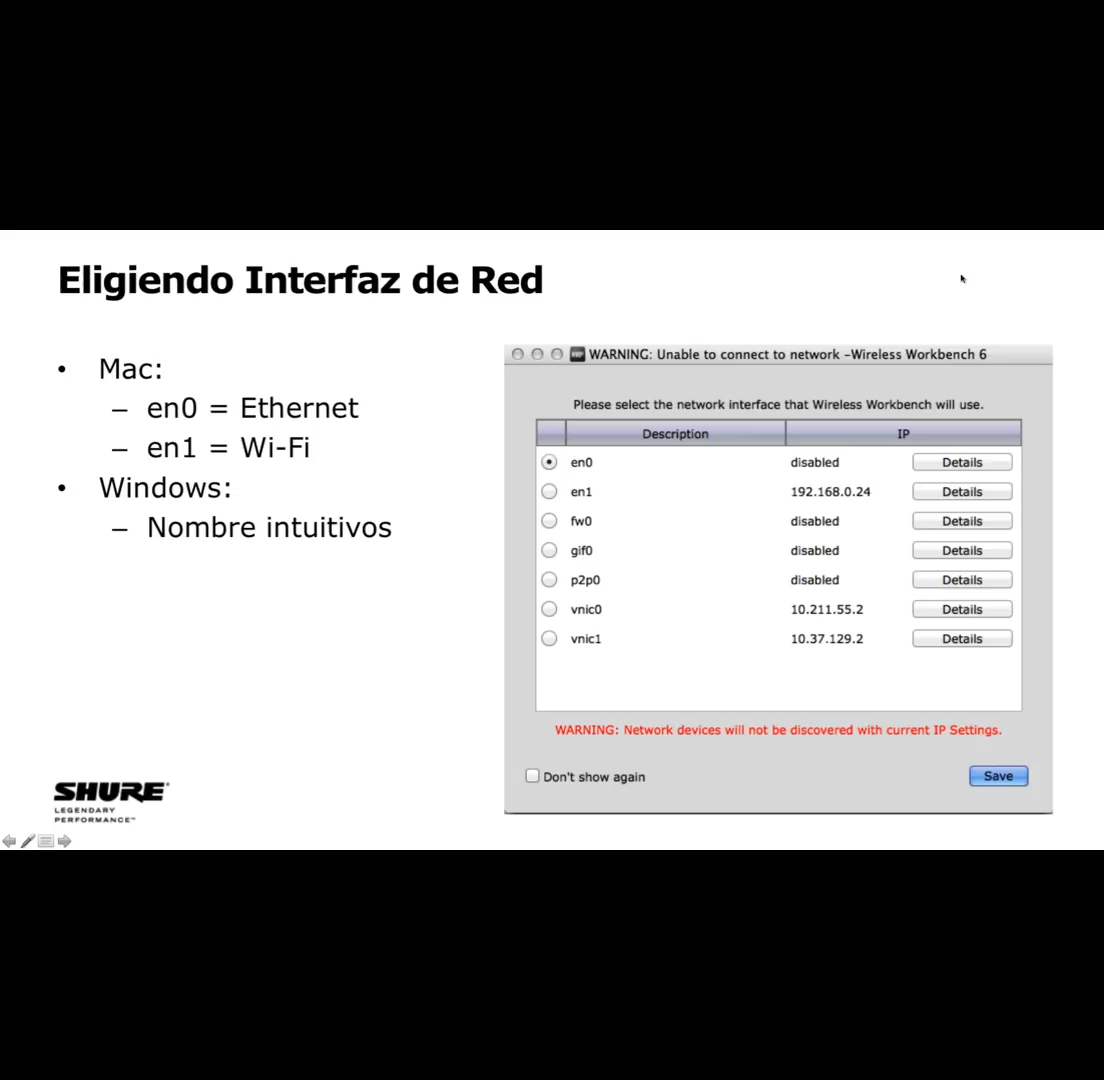 Eligiendo Interfaz de Red
• Mac:
– en0 = Ethernet
– en1 = Wi-Fi
• Windows:
– Nombre intuitivos
WARNING: Unable to connect to network –Wireless Workbench 6
Please select the network interface that Wireless Workbench will use.
Description IP
en0 disabled Details
en1 192.168.0.24 Details
fw0 disabled Details
gif0 disabled Details
p2p0 disabled Details
vnic0 10.211.55.2 Details
vnic1 10.37.129.2 Details
WARNING: Network devices will not be discovered with current IP Settings.
Don't show again Save
SHURE
LEGENDARY
PERFORMANCE™